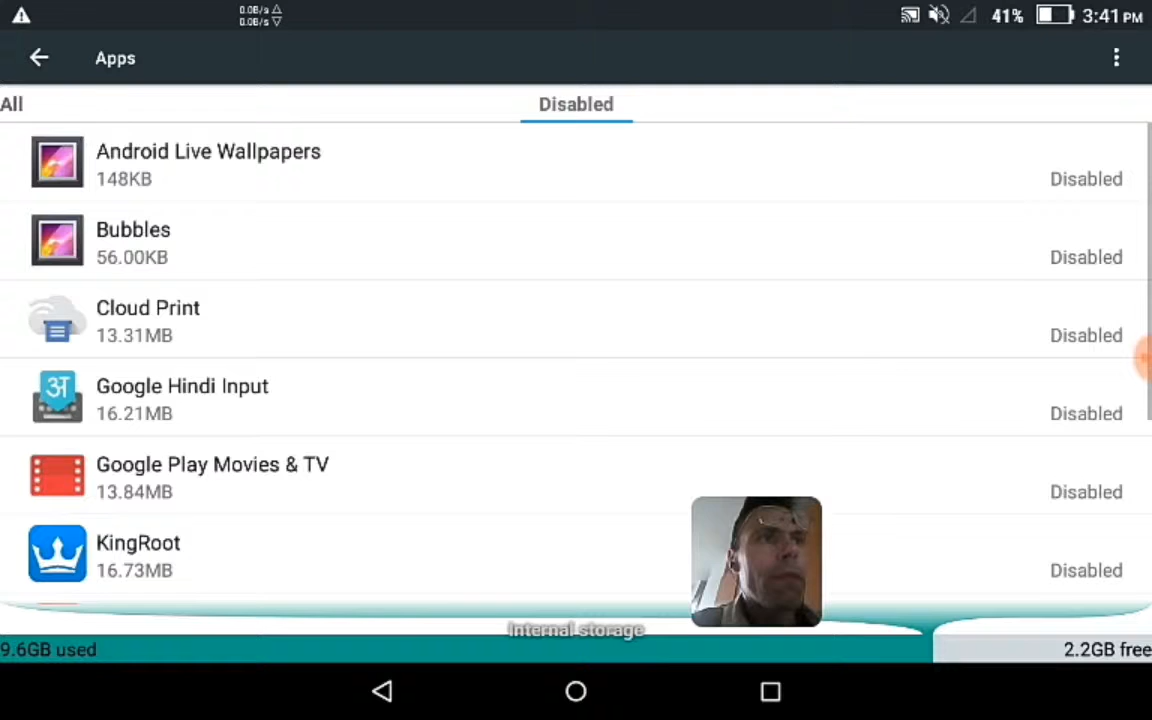 0.0B/s
0.0B/s
41%
3:41 PM
Apps
All
Disabled
Android Live Wallpapers
148KB
Disabled
Bubbles
56.00KB
Disabled
Cloud Print
13.31MB
Disabled
Google Hindi Input
16.21MB
Disabled
Google Play Movies & TV
13.84MB
Disabled
KingRoot
16.73MB
Disabled
Internal storage
9.6GB used
2.2GB free